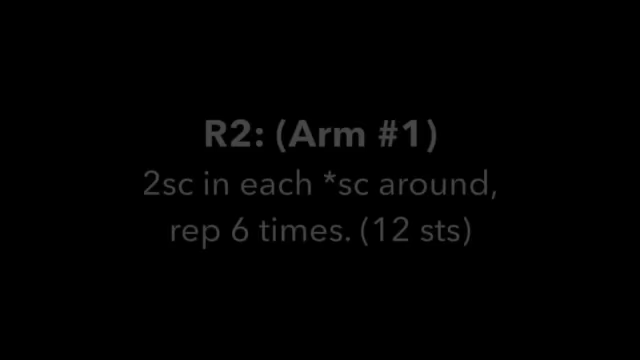 R2: (Arm #1)
2sc in each *sc around,
rep 6 times. (12 sts)